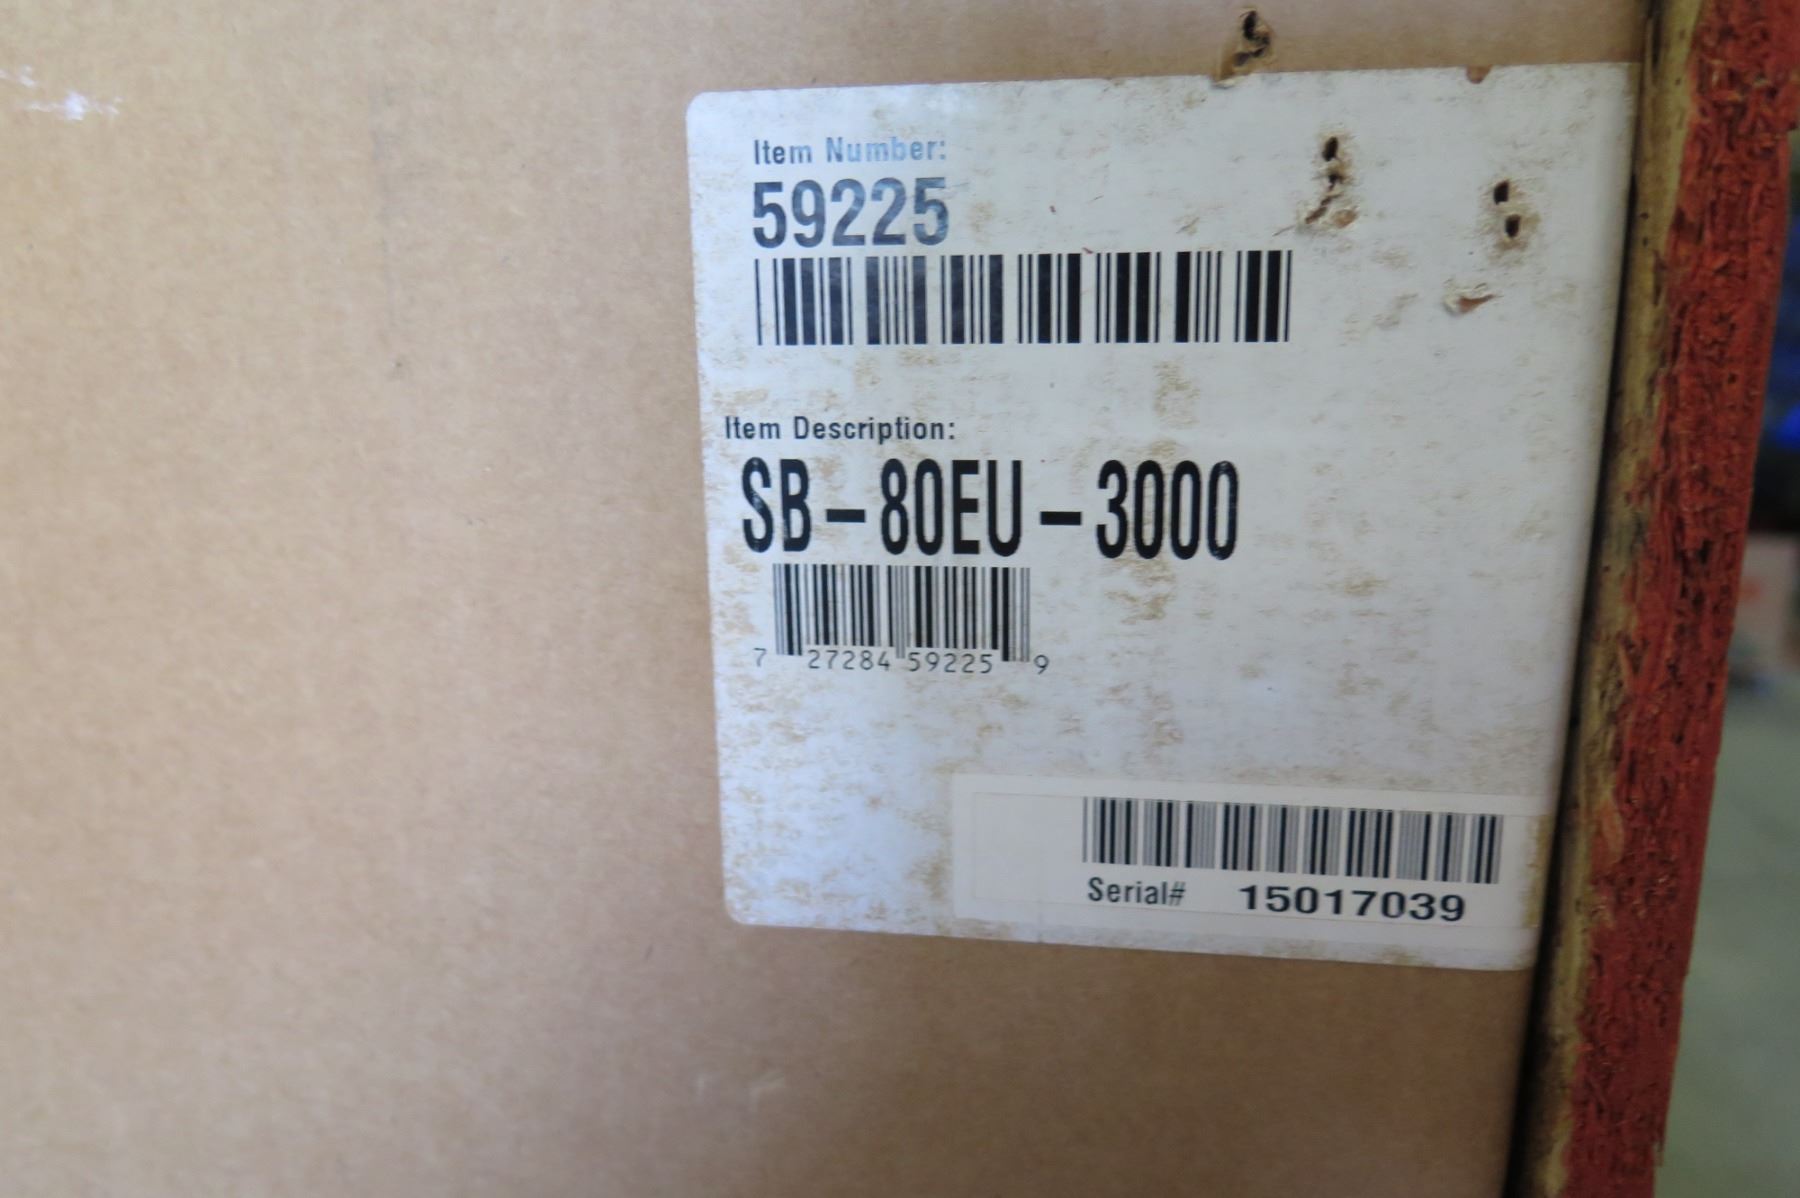 Item Number:
59225
Item Description:
SB-80EU-3000
7 27284 59225 9
Serial# 15017039